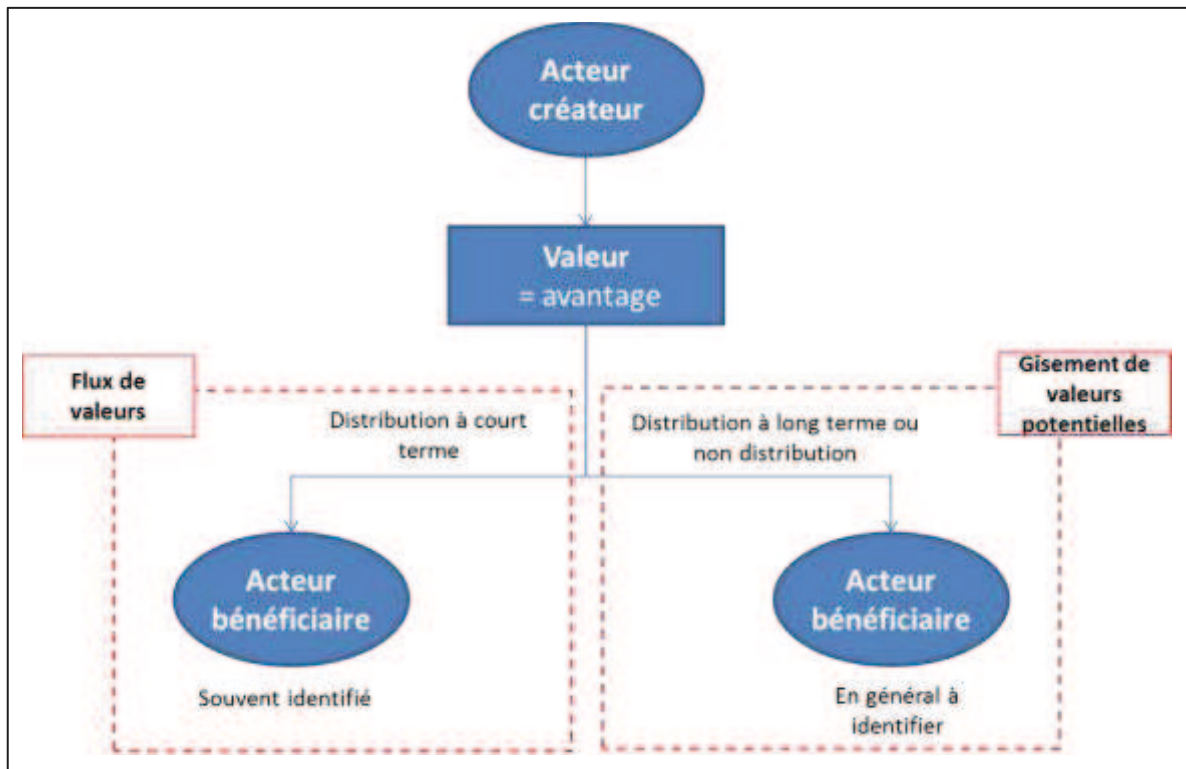 Acteur
créateur
Valeur
= avantage
Flux de
valeurs
Distribution à court
terme
Acteur
bénéficiaire
Souvent identifié
Gisement de
valeurs
potentielles
Distribution à long terme ou
non distribution
Acteur
bénéficiaire
En général à
identifier